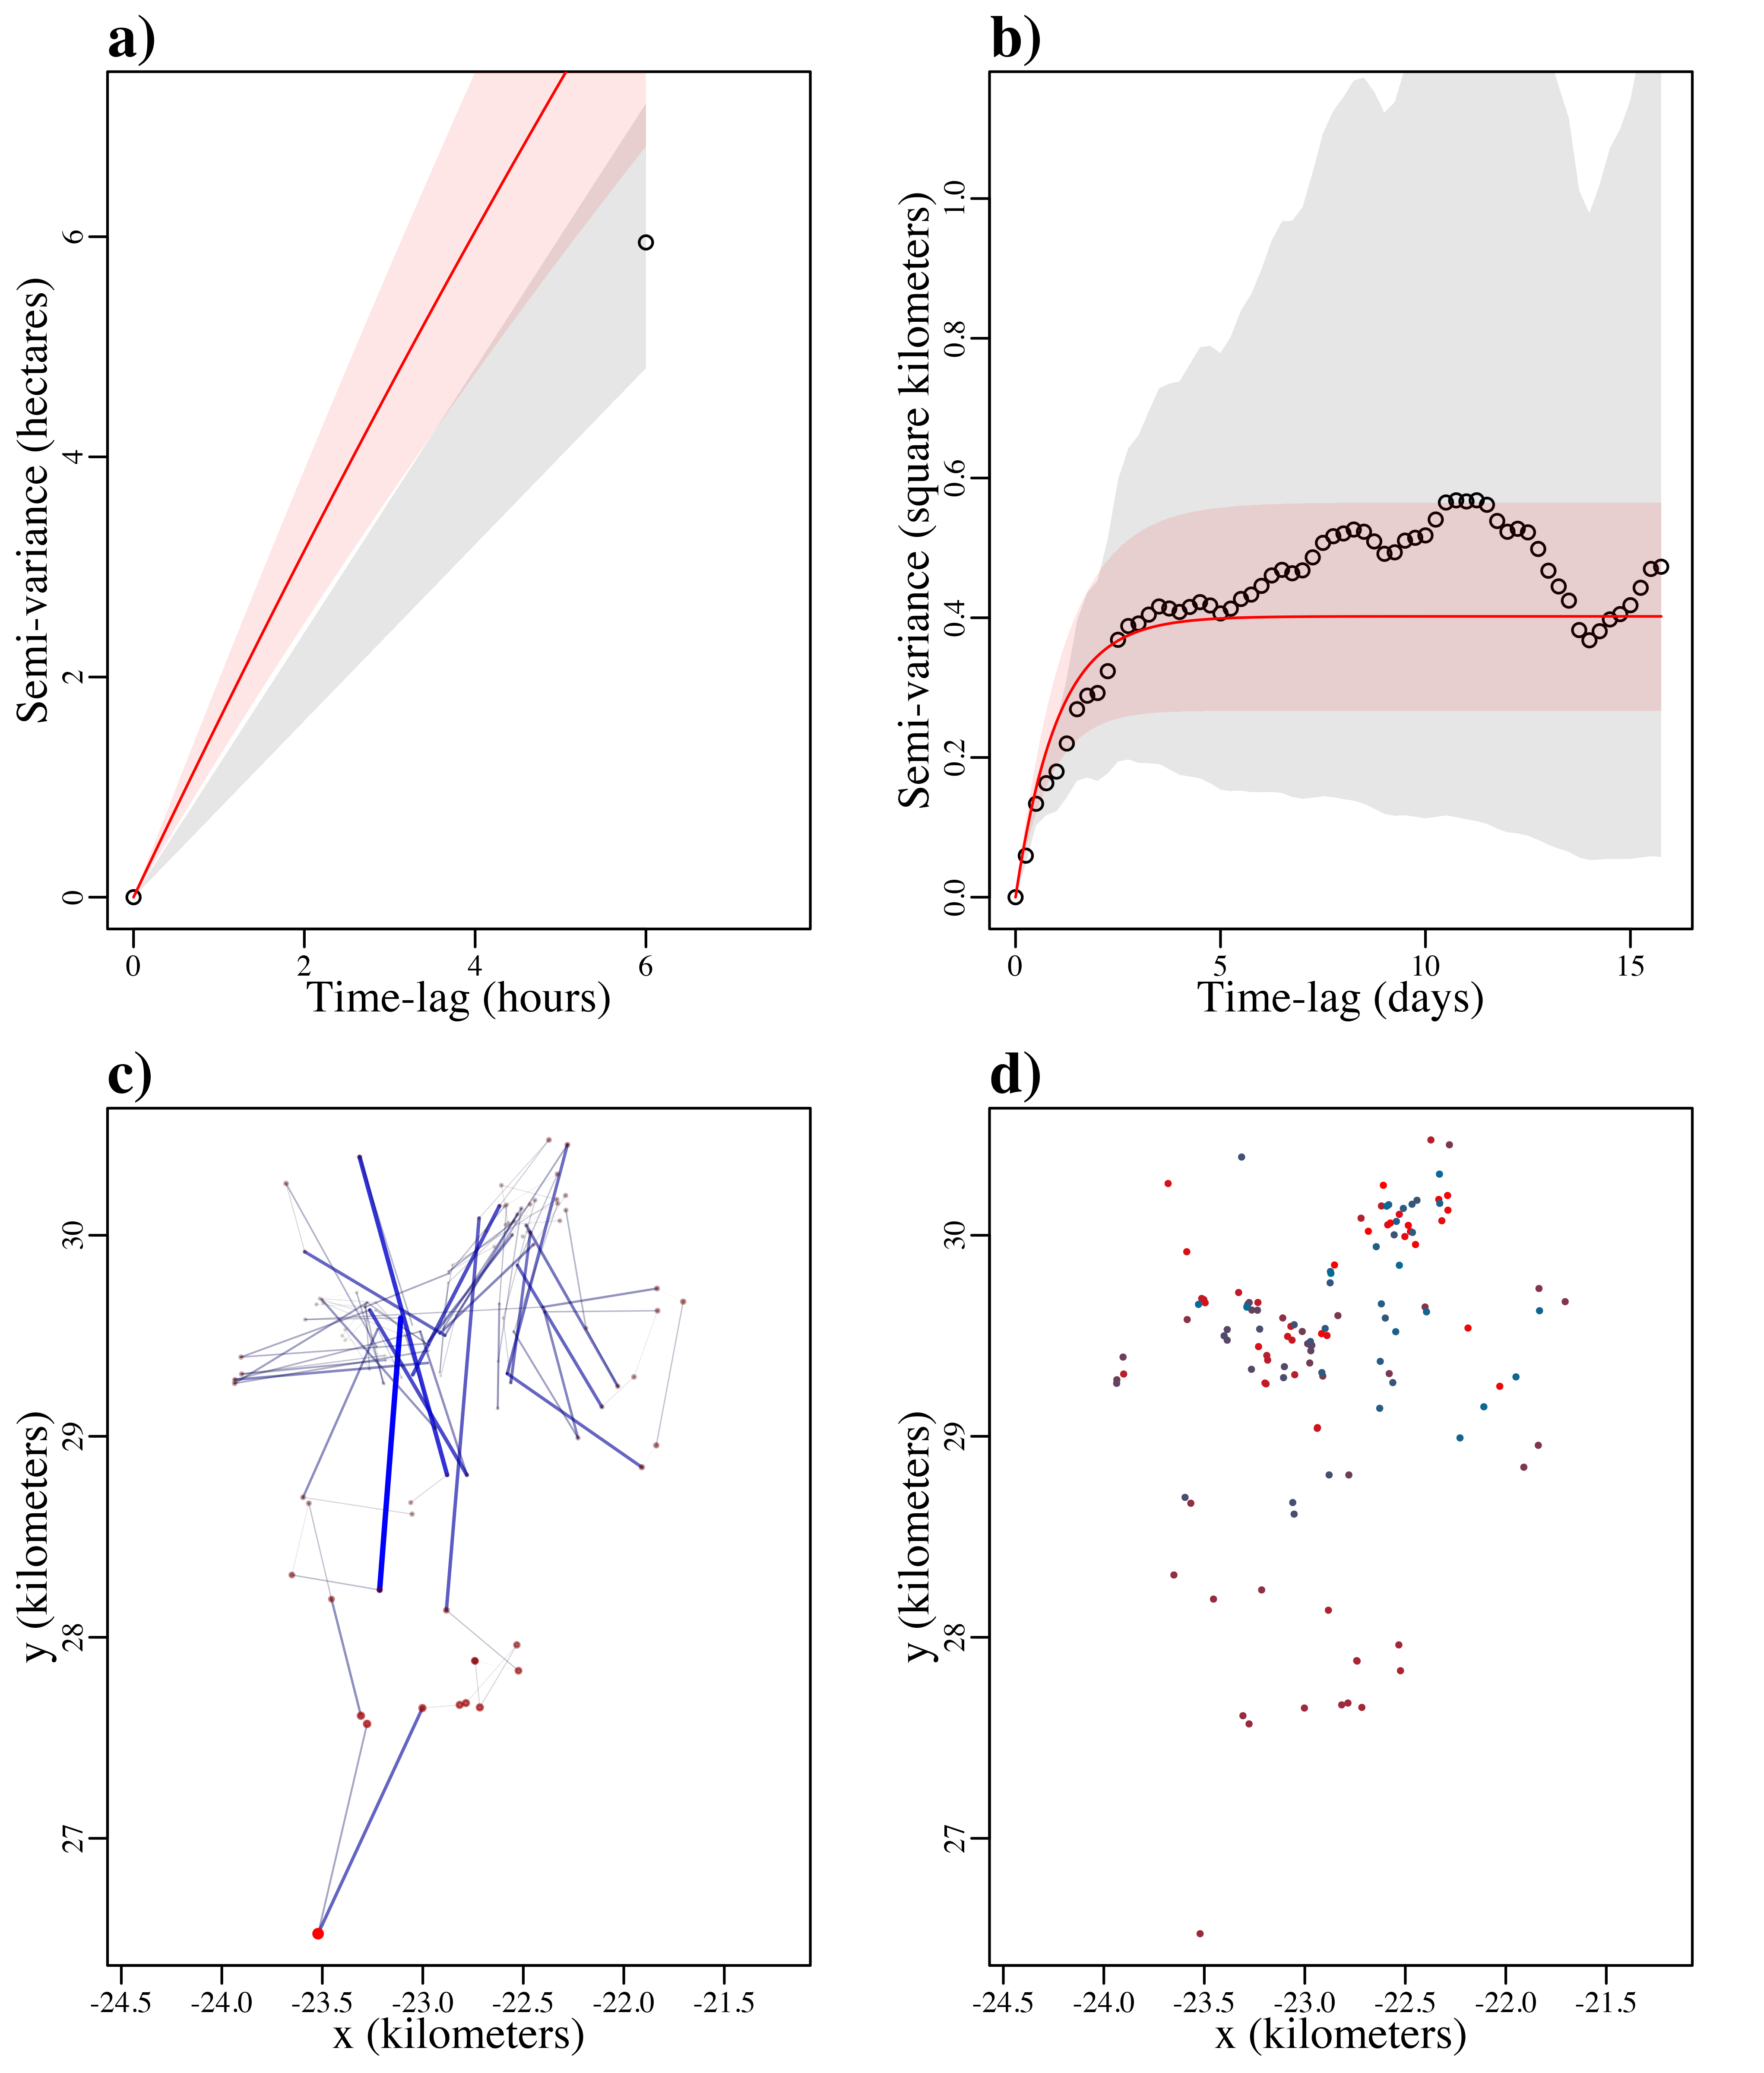 a)
Semi-variance (hectares)
6
4
2
0
0 2 4 6
Time-lag (hours)
b)
Semi-variance (square kilometers)
1.0
0.8
0.6
0.4
0.2
0.0
0 5 10 15
Time-lag (days)
c)
y (kilometers)
30
29
28
27
-24.5 -24.0 -23.5 -23.0 -22.5 -22.0 -21.5
x (kilometers)
d)
y (kilometers)
30
29
28
27
-24.5 -24.0 -23.5 -23.0 -22.5 -22.0 -21.5
x (kilometers)